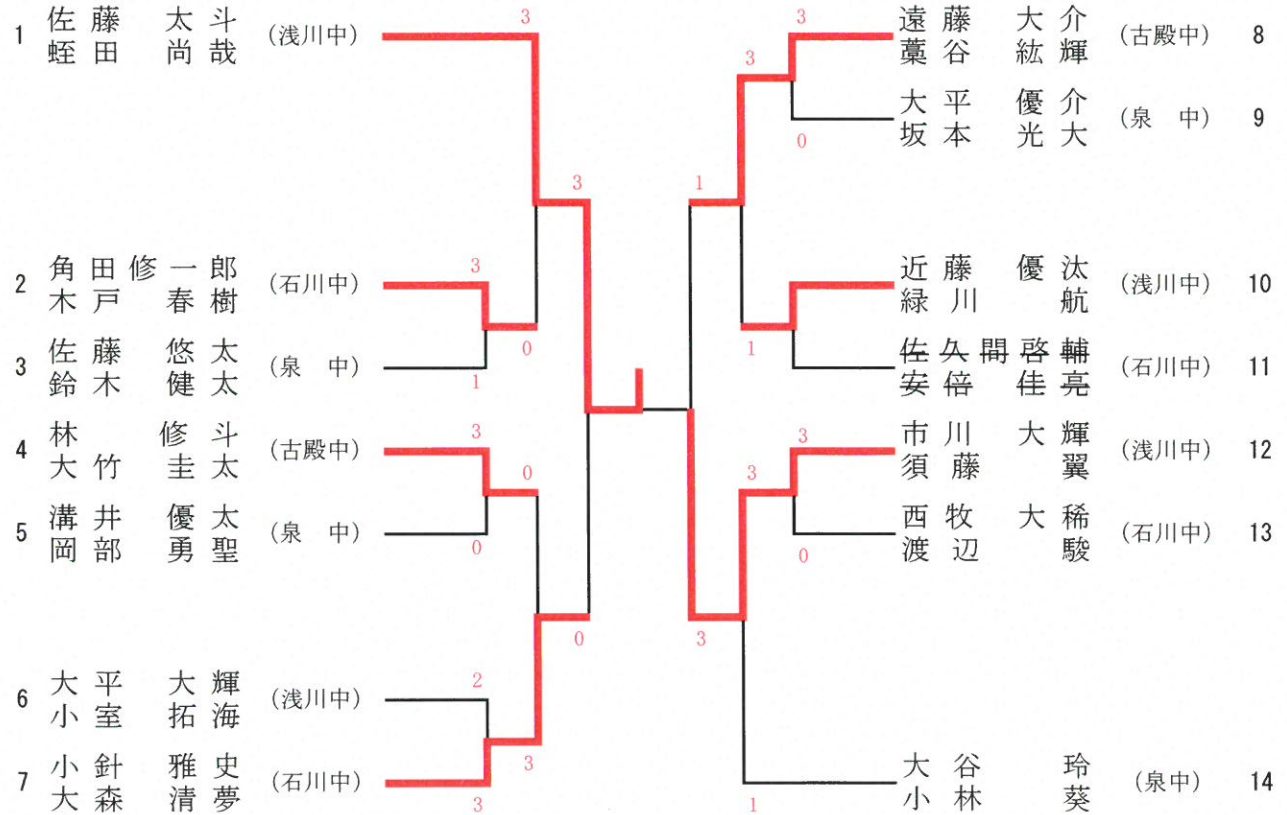 1 佐藤 太斗 (浅川中)
蛭田 尚哉
2 角田修一郎 (石川中)
木戸 春樹
3 佐藤 悠太 (泉 中)
鈴木 健太
4 林 修斗 (古殿中)
大竹 圭太
5 溝井 優太 (泉 中)
岡部 勇聖
6 大平 大輝 (浅川中)
小室 拓海
7 小針 雅史 (石川中)
大森 清夢
3
3
3
0
1
3
0
0
0
2
3
3
遠藤 大介 (古殿中) 8
藁谷 紘輝
大平 優介 (泉 中) 9
坂本 光大
近藤 優汰 (浅川中) 10
緑川 航
佐久間啓輔 (石川中) 11
安倍 佳亮
市川 大輝 (浅川中) 12
須藤 翼
西牧 大稀 (石川中) 13
渡辺 駿
大谷 玲 (泉中) 14
小林 葵
3
3
0
1
1
3
3
0
3
1